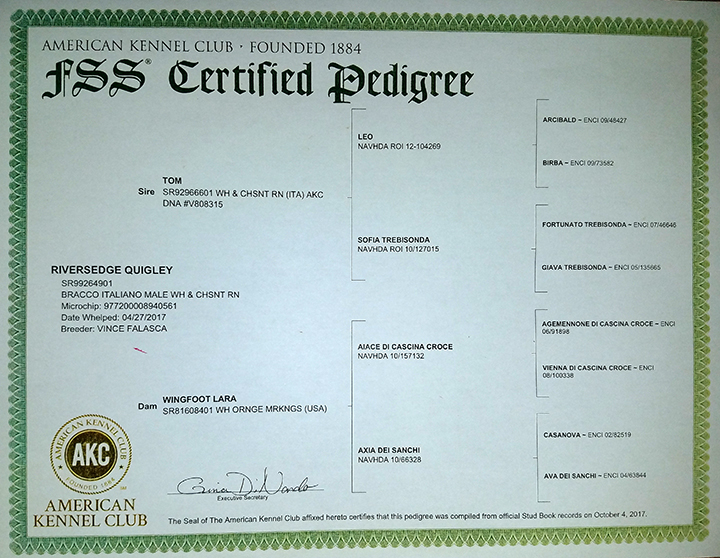 AMERICAN KENNEL CLUB · FOUNDED 1884
FSS® Certified Pedigree
RIVERSEDGE QUIGLEY
SR99264901
BRACCO ITALIANO MALE WH & CHSNT RN
Microchip: 977200008940561
Date Whelped: 04/27/2017
Breeder: VINCE FALASCA
Sire
TOM
SR92966601 WH & CHSNT RN (ITA) AKC
DNA #V808315
Dam
WINGFOOT LARA
SR81608401 WH ORNGE MRKNGS (USA)
LEO
NAVHDA ROI 12-104269
SOFIA TREBISONDA
NAVHDA ROI 10/127015
AIACE DI CASCINA CROCE
NAVHDA 10/157132
AXIA DEI SANCHI
NAVHDA 10/66328
ARCIBALD ~ ENCI 09/48427
BIRBA ~ ENCI 09/73582
FORTUNATO TREBISONDA ~ ENCI 07/46646
GIAVA TREBISONDA ~ ENCI 05/135665
AGEMENNONE DI CASCINA CROCE ~ ENCI
06/91898
VIENNA DI CASCINA CROCE ~ ENCI
08/100338
CASANOVA ~ ENCI 02/82519
AVA DEI SANCHI ~ ENCI 04/63844
AMERICAN KENNEL CLUB
AKC
FOUNDED 1884
AMERICAN
KENNEL CLUB
Gina DiNardo
Executive Secretary
The Seal of The American Kennel Club affixed hereto certifies that this pedigree was compiled from official Stud Book records on October 4, 2017.